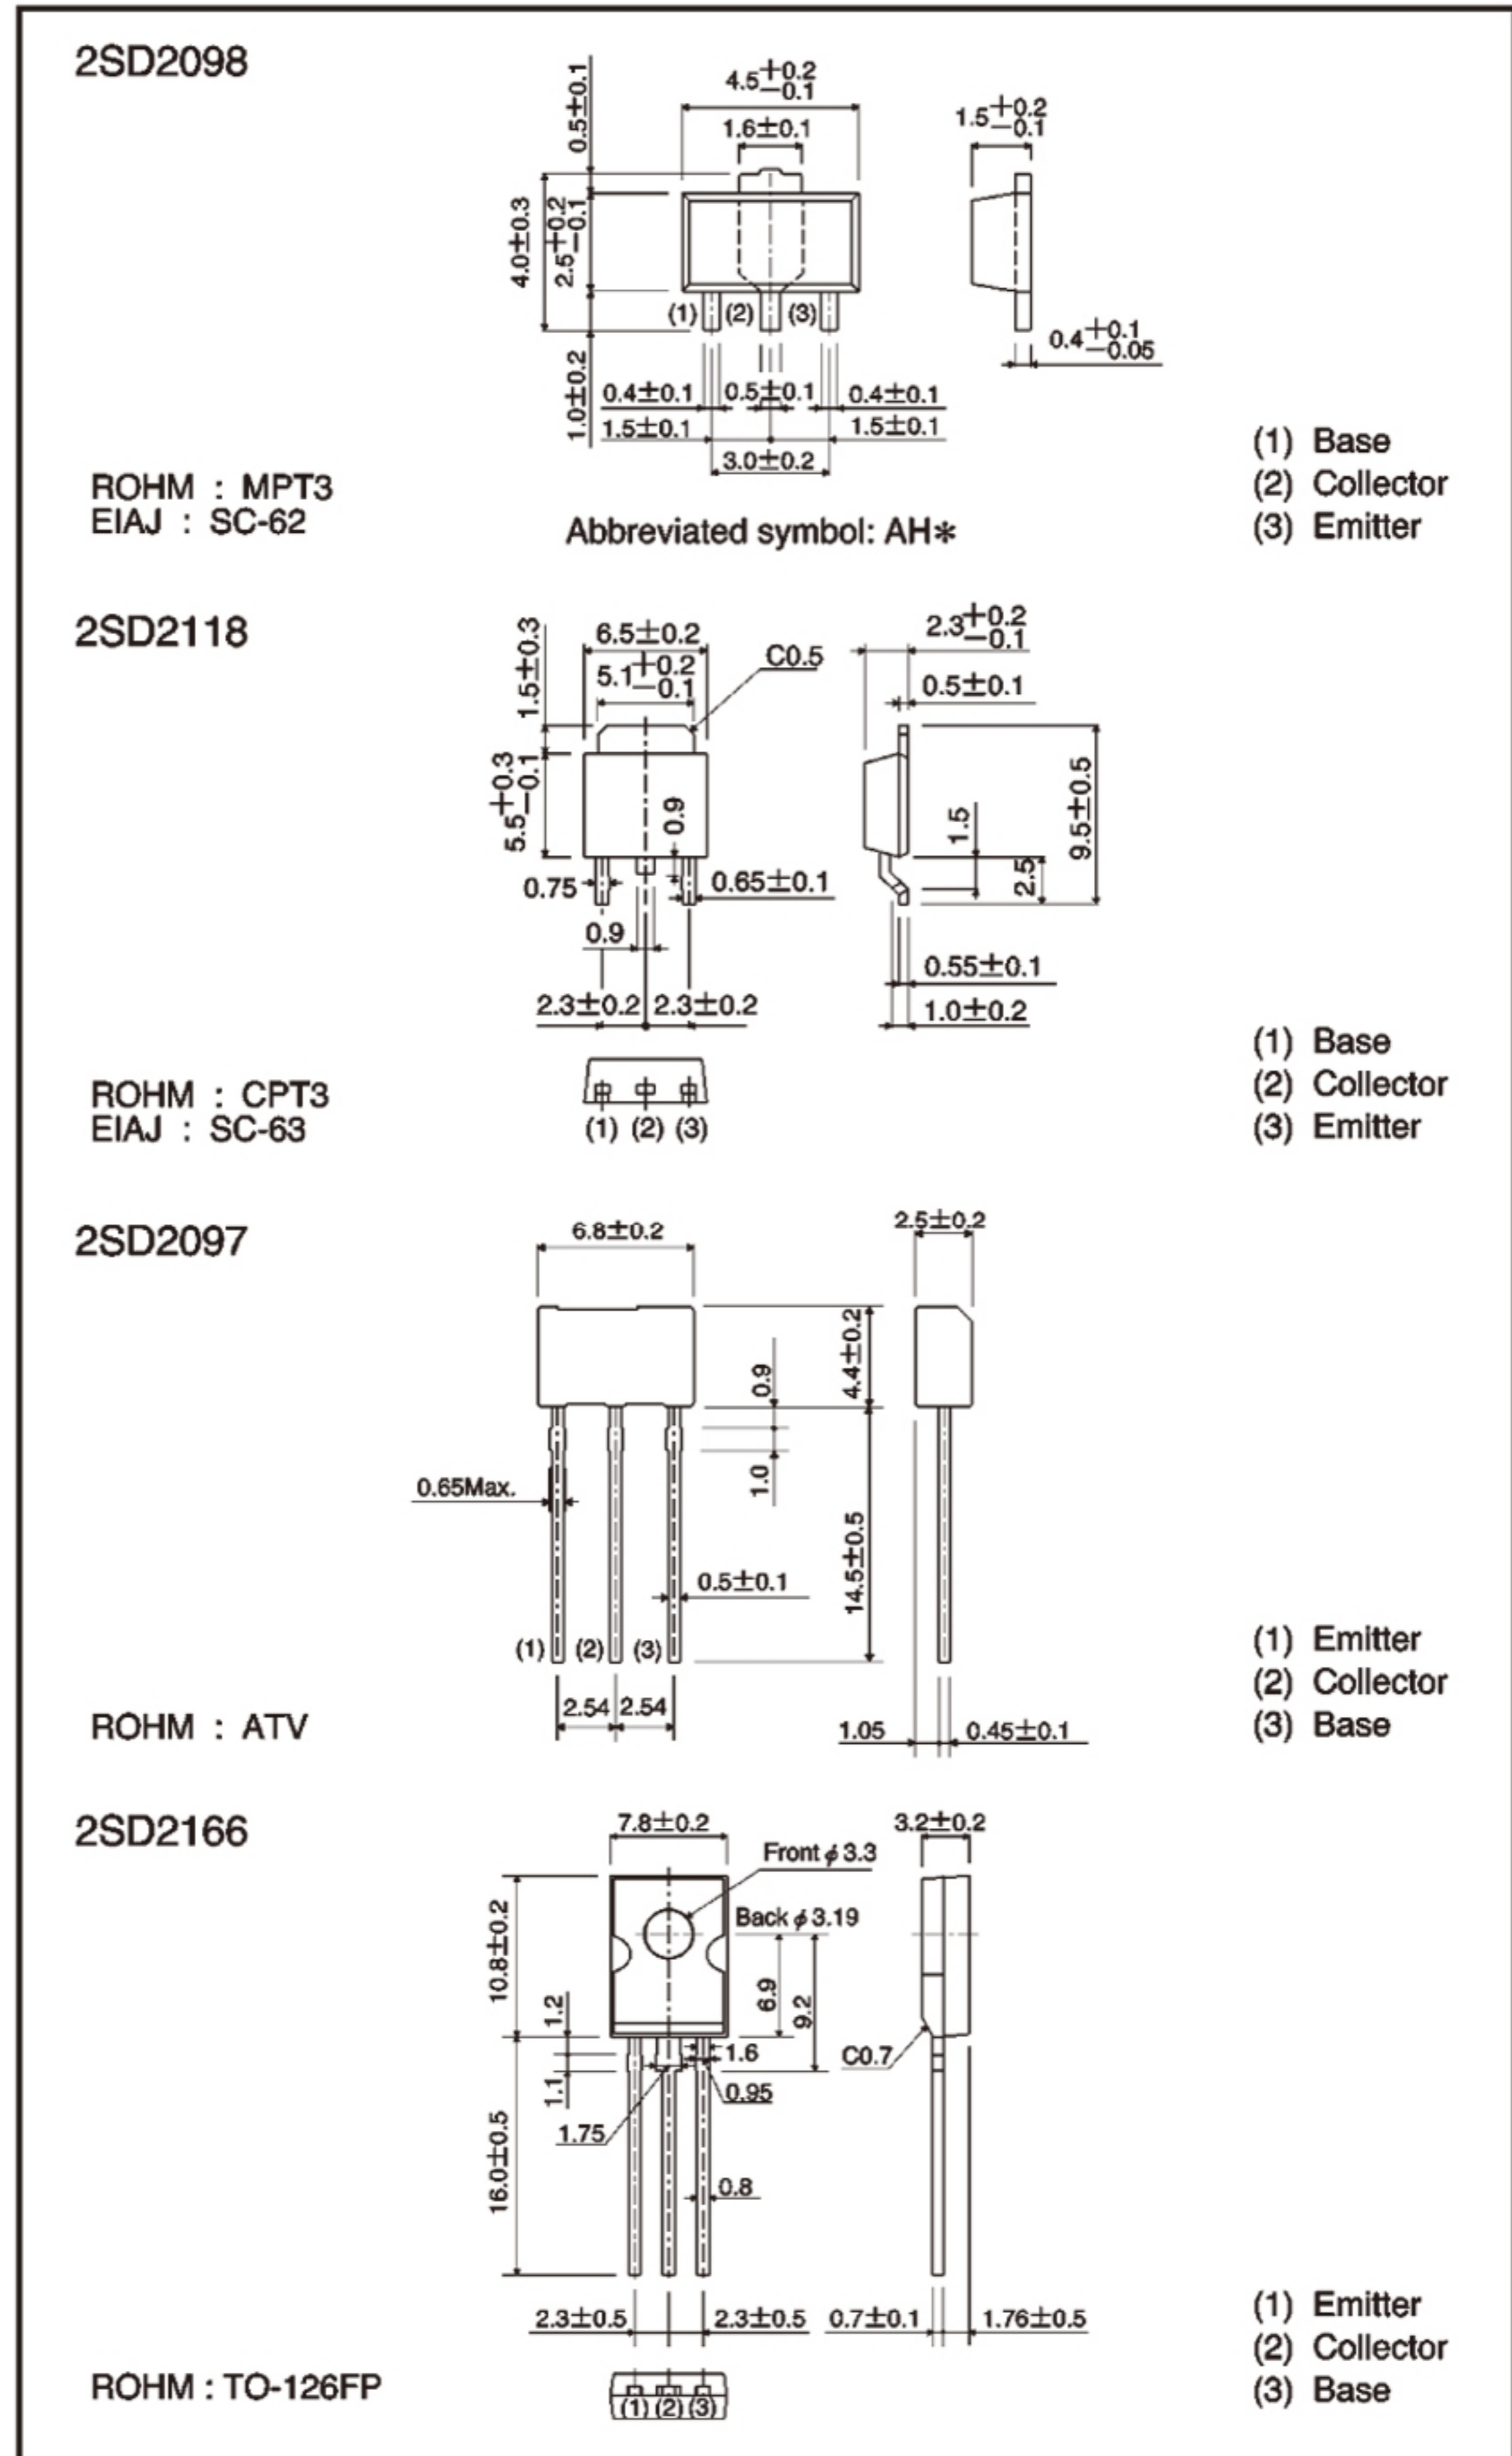 2SD2098
0.5±0.1
4.5+0.2−0.1
1.6±0.1
1.5+0.2−0.1
4.0±0.3
2.5+0.2−0.1
(1) (2) (3)
0.4+0.1−0.05
1.0±0.2
0.4±0.1 0.5±0.1 0.4±0.1
1.5±0.1 1.5±0.1
3.0±0.2
(1) Base
(2) Collector
(3) Emitter
ROHM : MPT3
EIAJ : SC-62
Abbreviated symbol: AH*
2SD2118
1.5±0.3
6.5±0.2
5.1+0.2−0.1
C0.5
2.3+0.2−0.1
0.5±0.1
5.5+0.3−0.1
0.9
1.5
9.5±0.5
0.75
0.65±0.1
2.5
0.9
0.55±0.1
2.3±0.2 2.3±0.2
1.0±0.2
(1) Base
(2) Collector
(3) Emitter
ROHM : CPT3
EIAJ : SC-63
(1) (2) (3)
2SD2097
6.8±0.2
2.5±0.2
0.9
4.4±0.2
0.65Max.
1.0
14.5±0.5
0.5±0.1
(1) (2) (3)
2.54 2.54
1.05
0.45±0.1
(1) Emitter
(2) Collector
(3) Base
ROHM : ATV
2SD2166
7.8±0.2
3.2±0.2
Front ϕ 3.3
Back ϕ 3.19
10.8±0.2
6.9
9.2
1.2
1.6
C0.7
1.1
0.95
1.75
16.0±0.5
0.8
2.3±0.5 2.3±0.5
0.7±0.1
1.76±0.5
(1) Emitter
(2) Collector
(3) Base
ROHM : TO-126FP
(1) (2) (3)